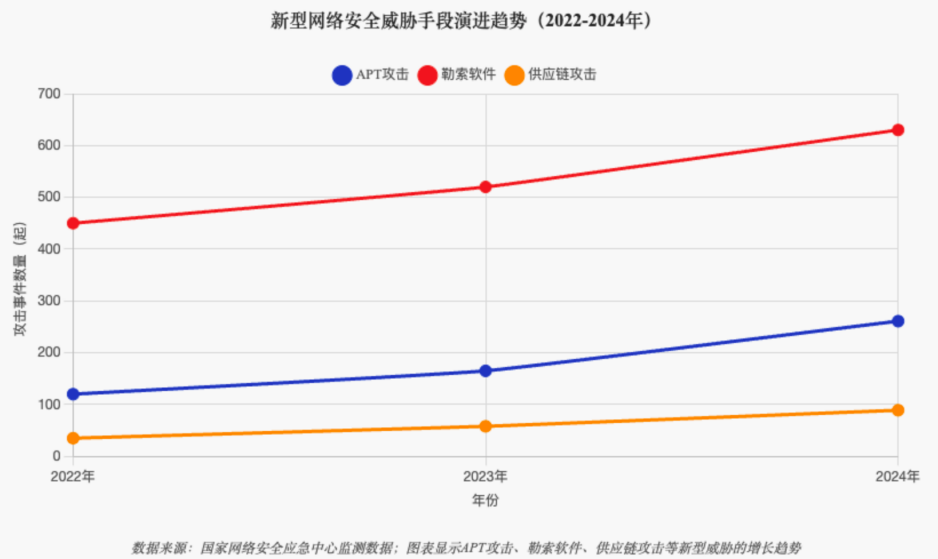 新型网络安全威胁手段演进趋势（2022-2024年）
APT攻击 勒索软件 供应链攻击
700
600
500
400
300
200
100
0
攻击事件数量（起）
2022年 2023年 2024年
年份
数据来源：国家网络安全应急中心监测数据；图表显示APT攻击、勒索软件、供应链攻击等新型威胁的增长趋势